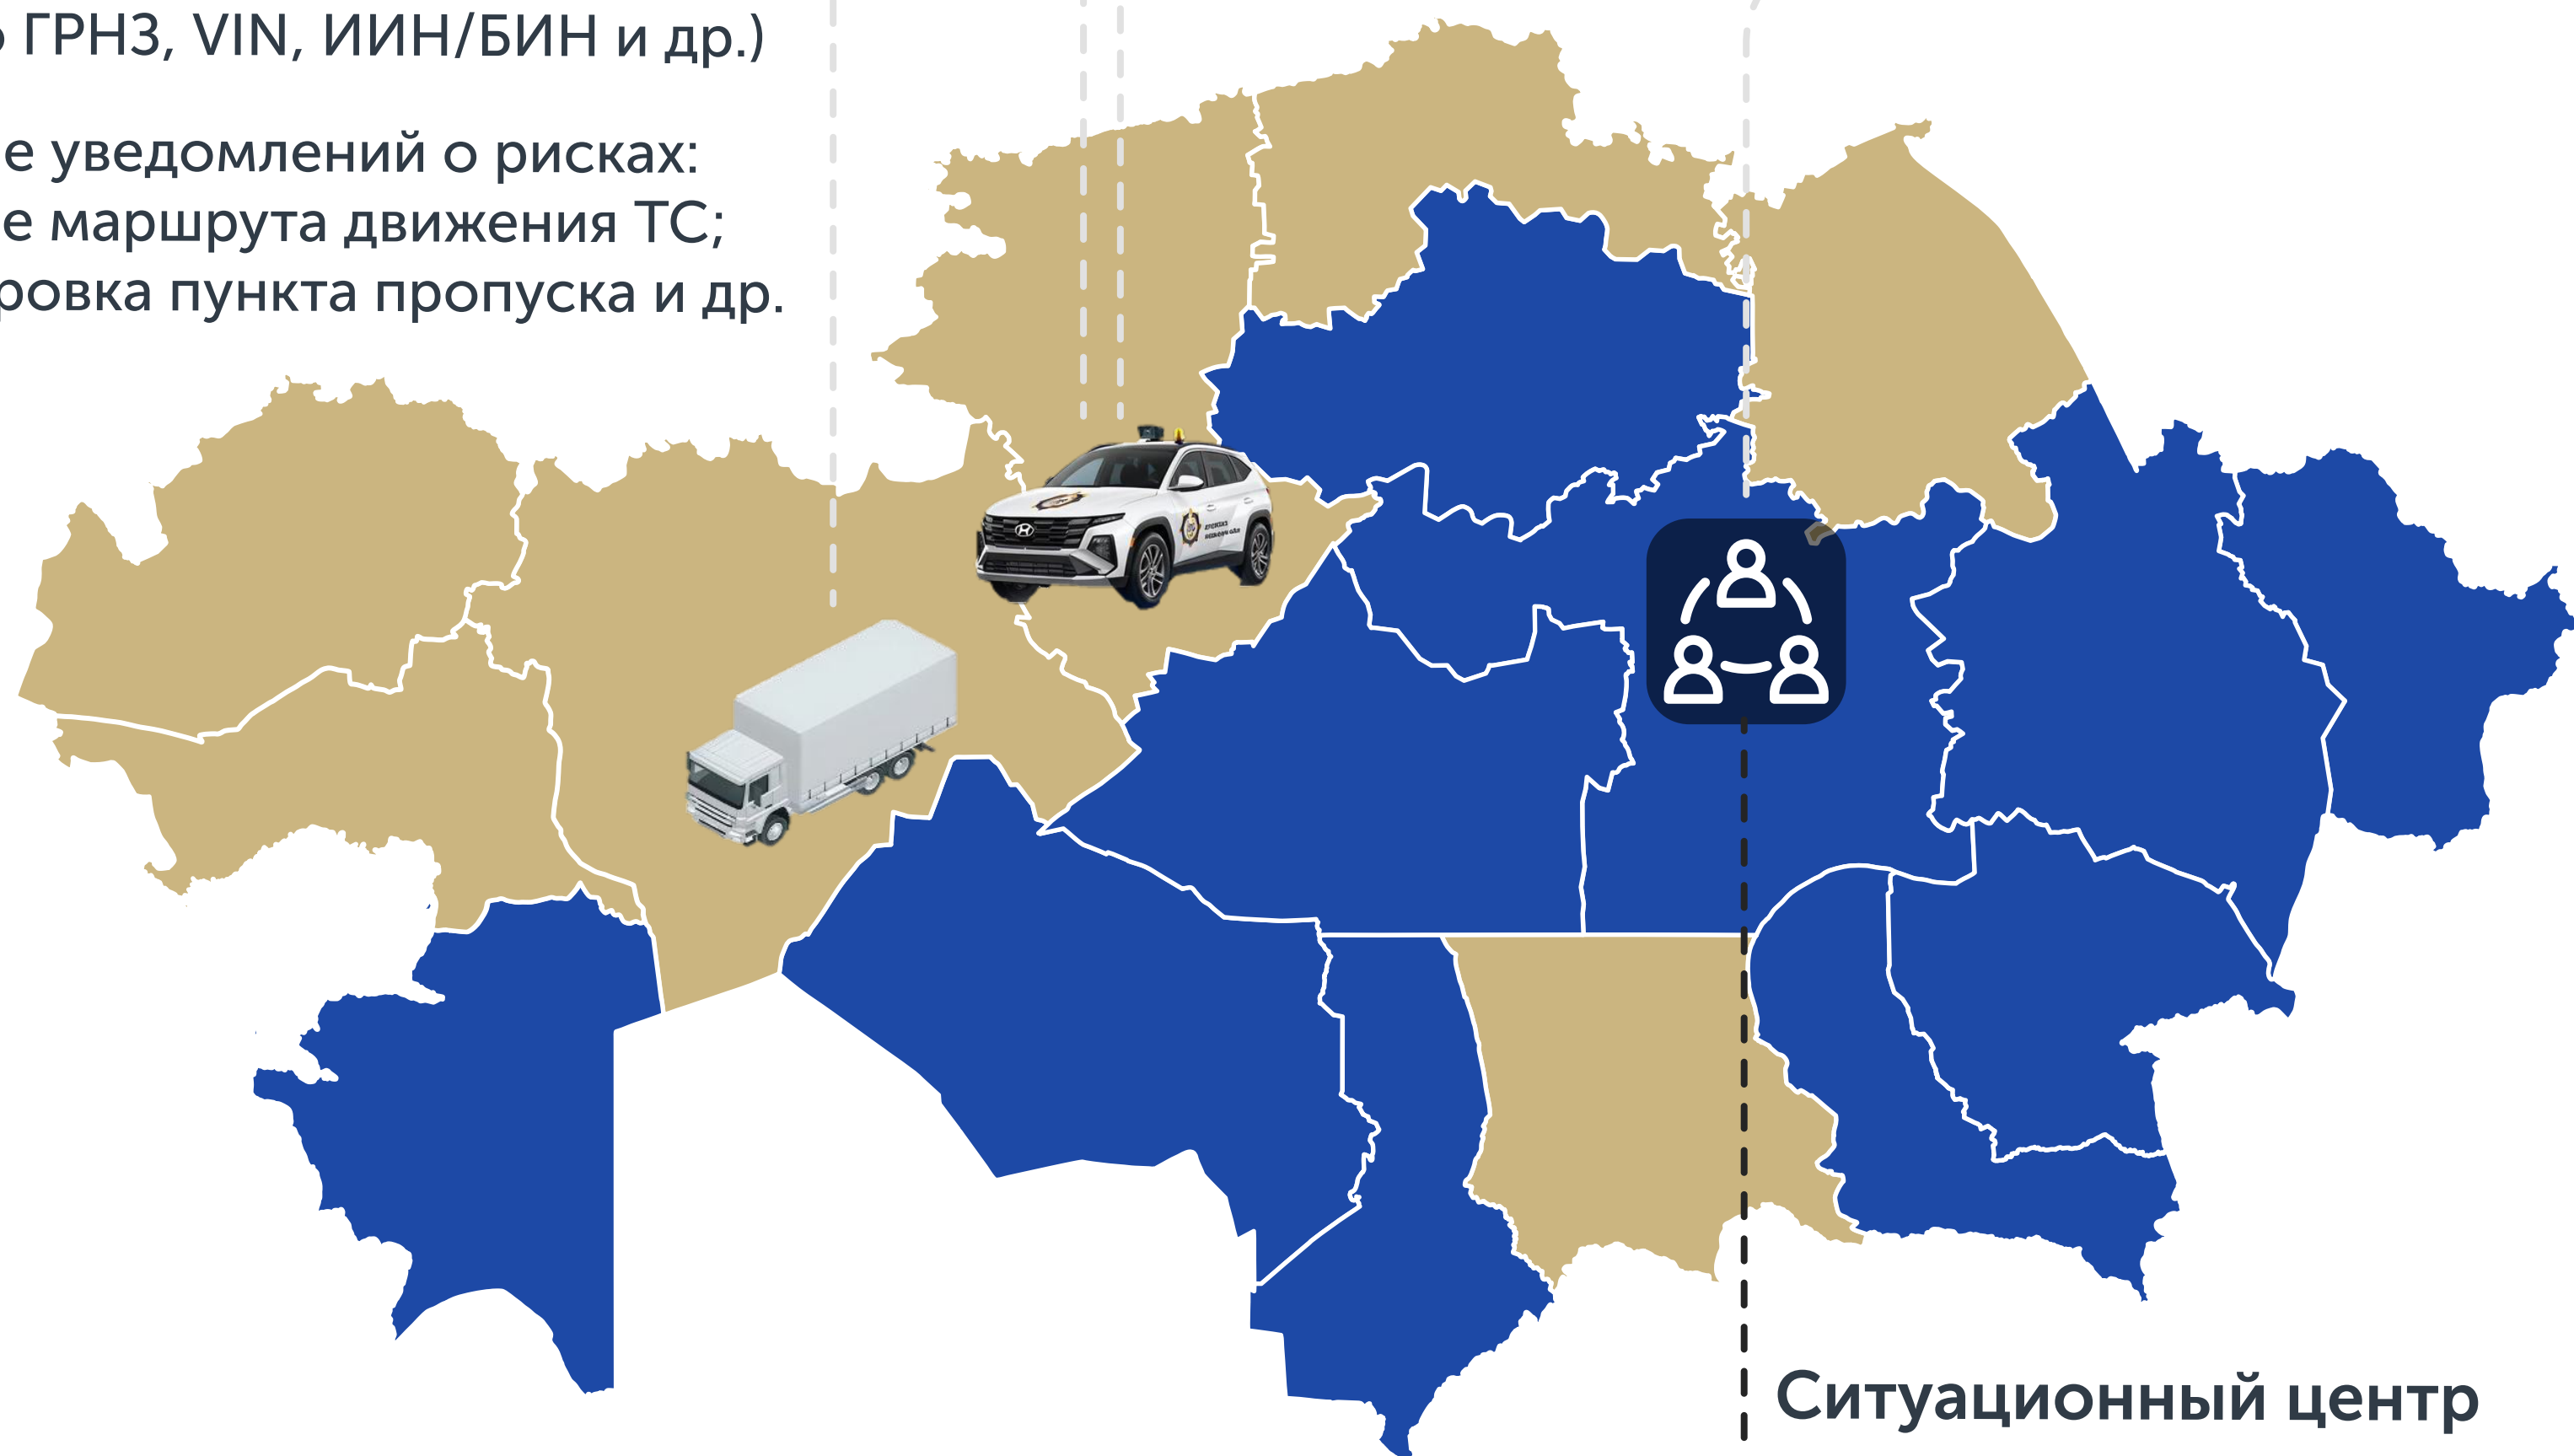 ГРНЗ, VIN, ИИН/БИН и др.)
е уведомлений о рисках:
е маршрута движения ТС;
ровка пункта пропуска и др.
Ситуационный центр